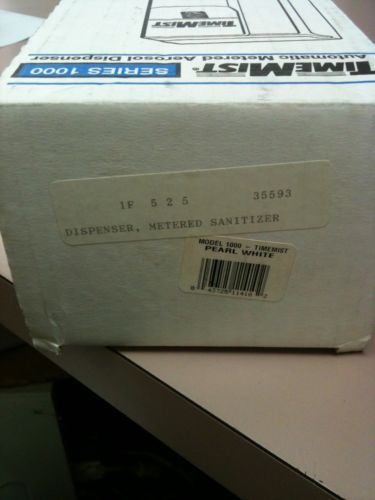 TIMEMIST
TIMEMIST®
Automatic Metered Aerosol Dispenser
SERIES 1000
1F 5 2 5 35593
DISPENSER, METERED SANITIZER
MODEL 1000 - TIMEMIST
PEARL WHITE